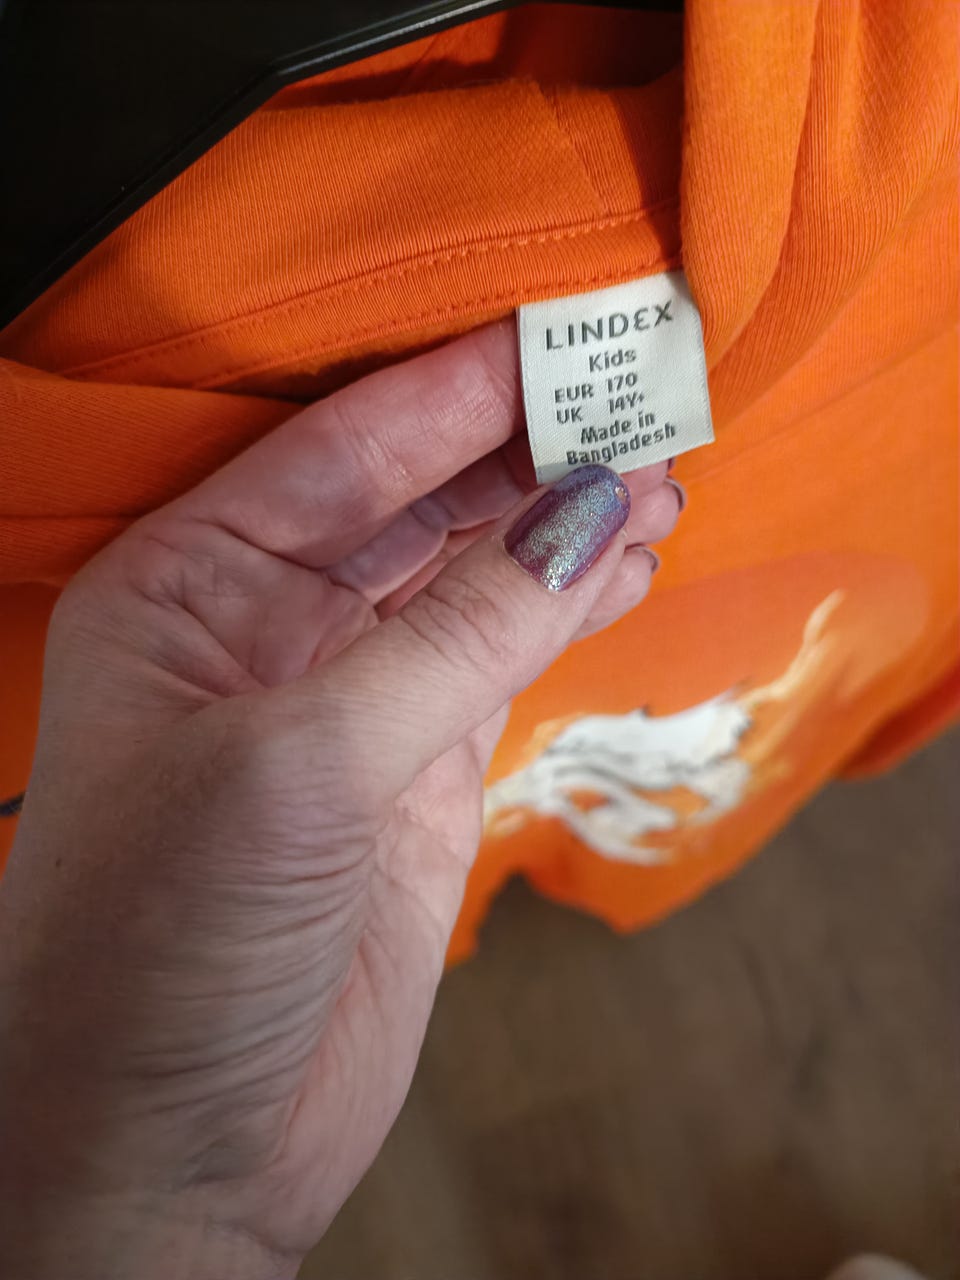 LINDEX
Kids
EUR 170
UK 14Y+
Made in
Bangladesh